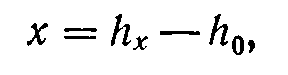 x = hₓ — h₀,